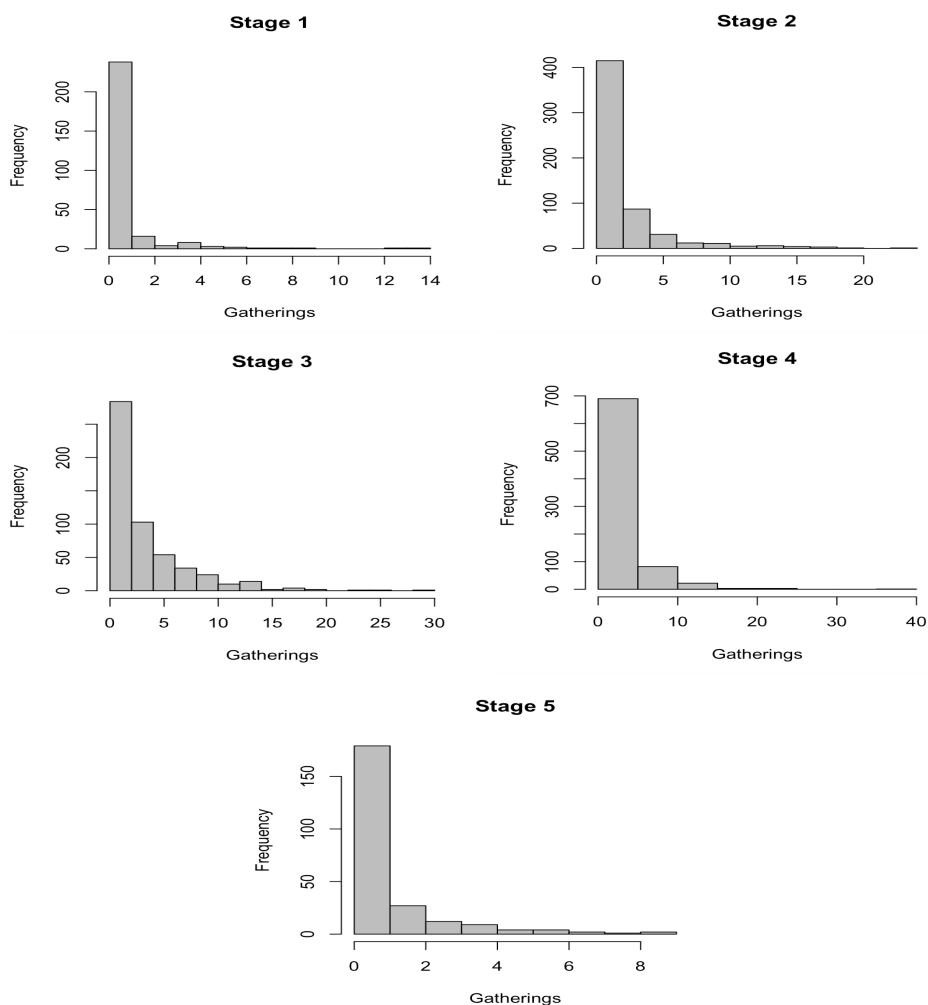 Stage 1
Frequency
0 50 100 200
0 2 4 6 8 10 12 14
Gatherings
Stage 2
Frequency
0 100 200 300 400
0 5 10 15 20
Gatherings
Stage 3
Frequency
0 50 100 200
0 5 10 15 20 25 30
Gatherings
Stage 4
Frequency
0 100 300 500 700
0 10 20 30 40
Gatherings
Stage 5
Frequency
0 50 100 150
0 2 4 6 8
Gatherings